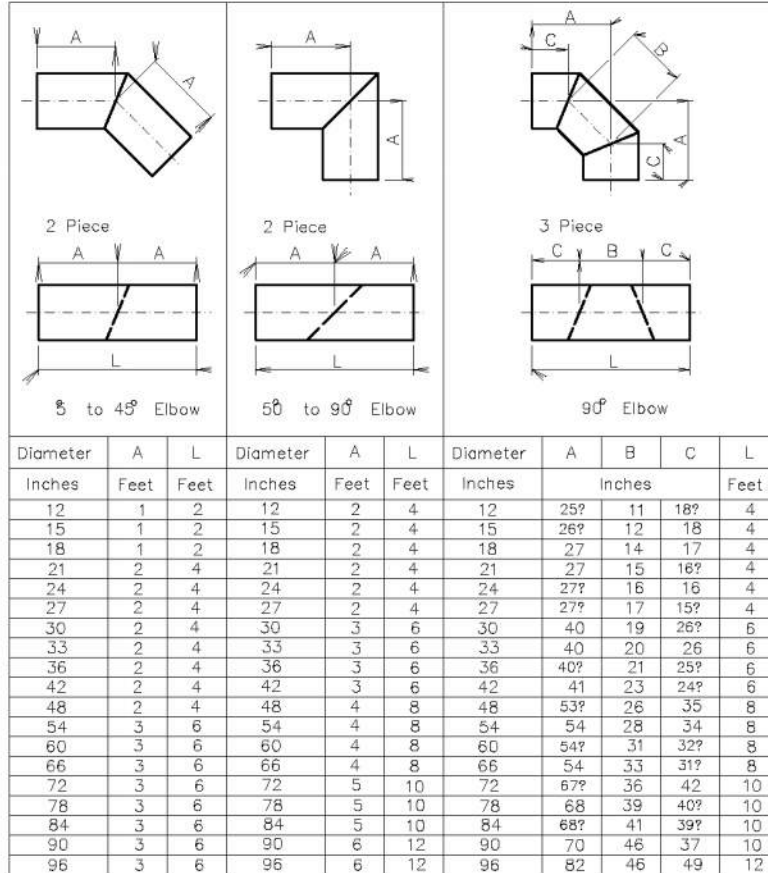 A A
A
A
C
B
A
C
2 Piece 2 Piece 3 Piece
A A A A C B C
L L L
5° to 45° Elbow 50° to 90° Elbow 90° Elbow
Diameter A L Diameter A L Diameter A B C L
Inches Feet Feet Inches Feet Feet Inches Inches Feet
12 1 2 12 2 4 12 25? 11 18? 4
15 1 2 15 2 4 15 26? 12 18 4
18 1 2 18 2 4 18 27 14 17 4
21 2 4 21 2 4 21 27 15 16? 4
24 2 4 24 2 4 24 27? 16 16 4
27 2 4 27 2 4 27 27? 17 15? 4
30 2 4 30 3 6 30 40 19 26? 6
33 2 4 33 3 6 33 40 20 26 6
36 2 4 36 3 6 36 40? 21 25? 6
42 2 4 42 3 6 42 41 23 24? 6
48 2 4 48 4 8 48 53? 26 35 8
54 3 6 54 4 8 54 54 28 34 8
60 3 6 60 4 8 60 54? 31 32? 8
66 3 6 66 4 8 66 54 33 31? 8
72 3 6 72 5 10 72 67? 36 42 10
78 3 6 78 5 10 78 68 39 40? 10
84 3 6 84 5 10 84 68? 41 39? 10
90 3 6 90 6 12 90 70 46 37 10
96 3 6 96 6 12 96 82 46 49 12